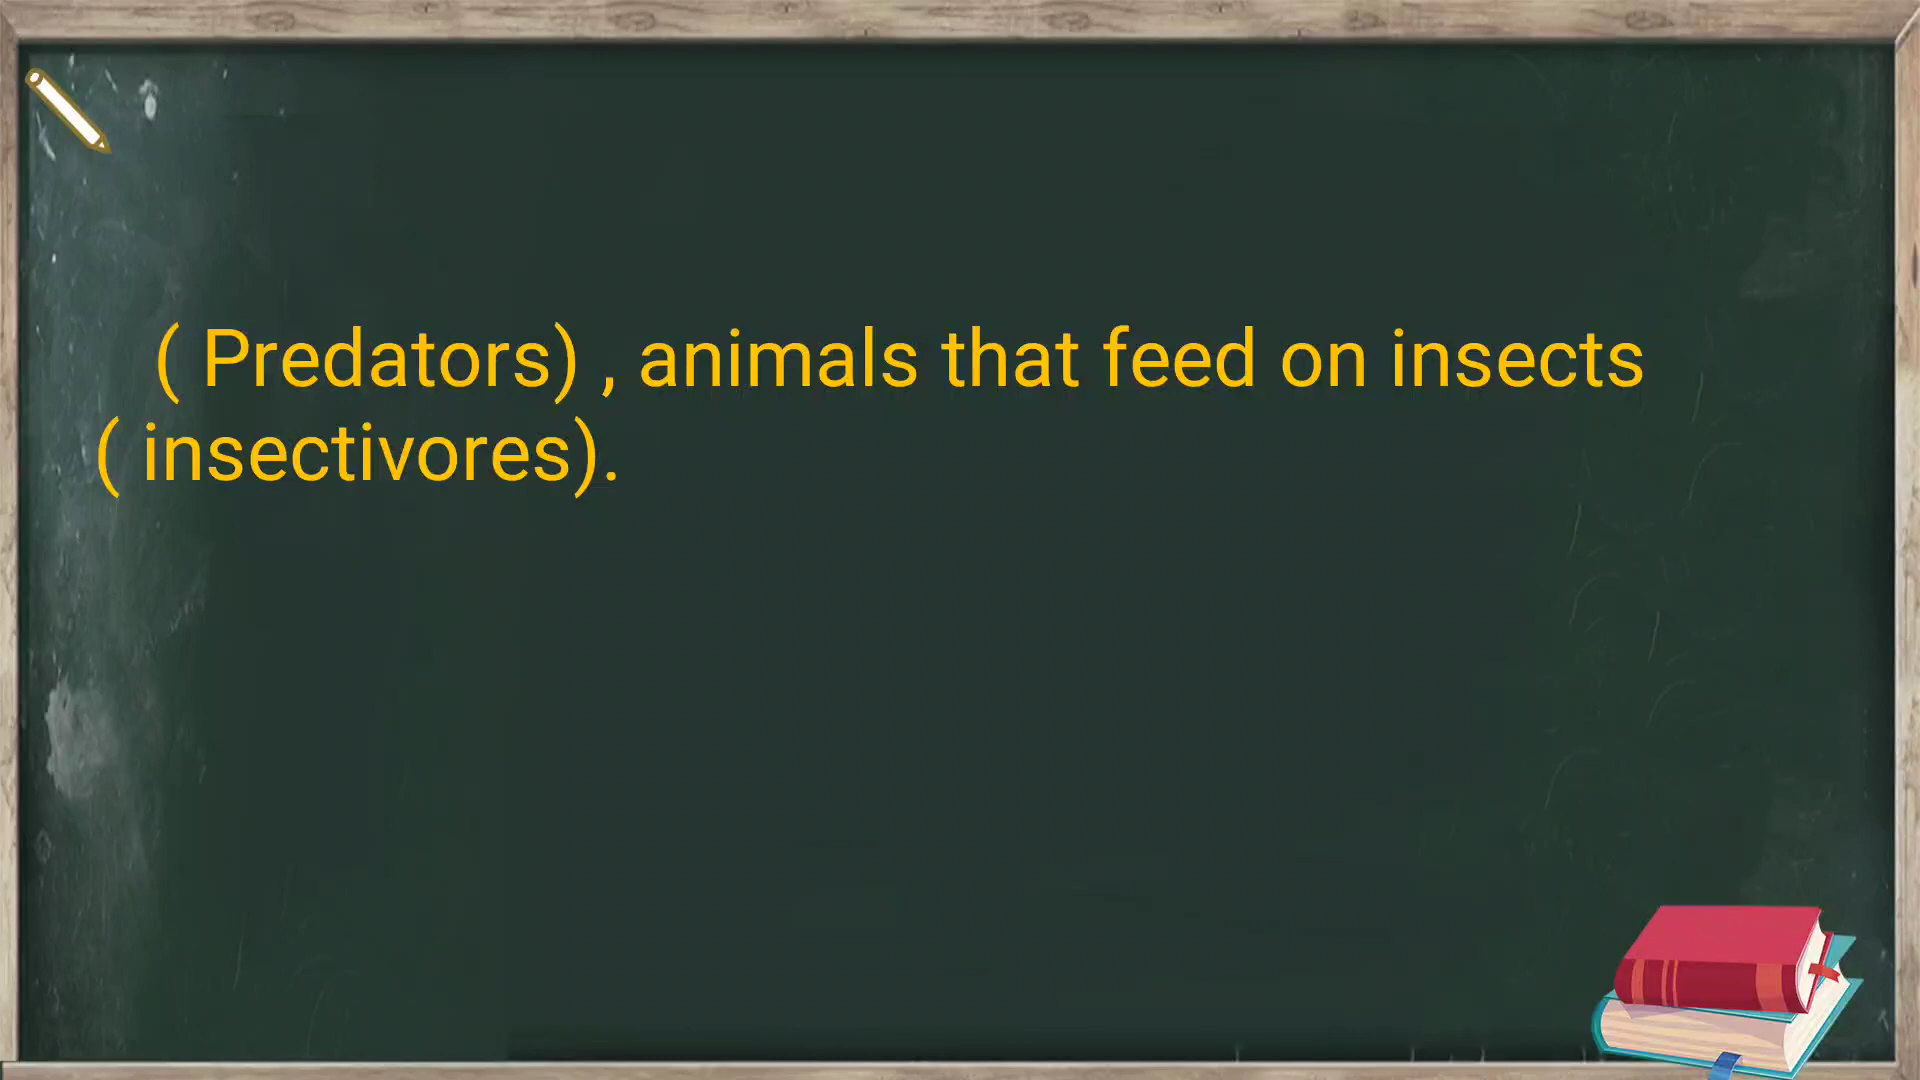 ( Predators) , animals that feed on insects
( insectivores).